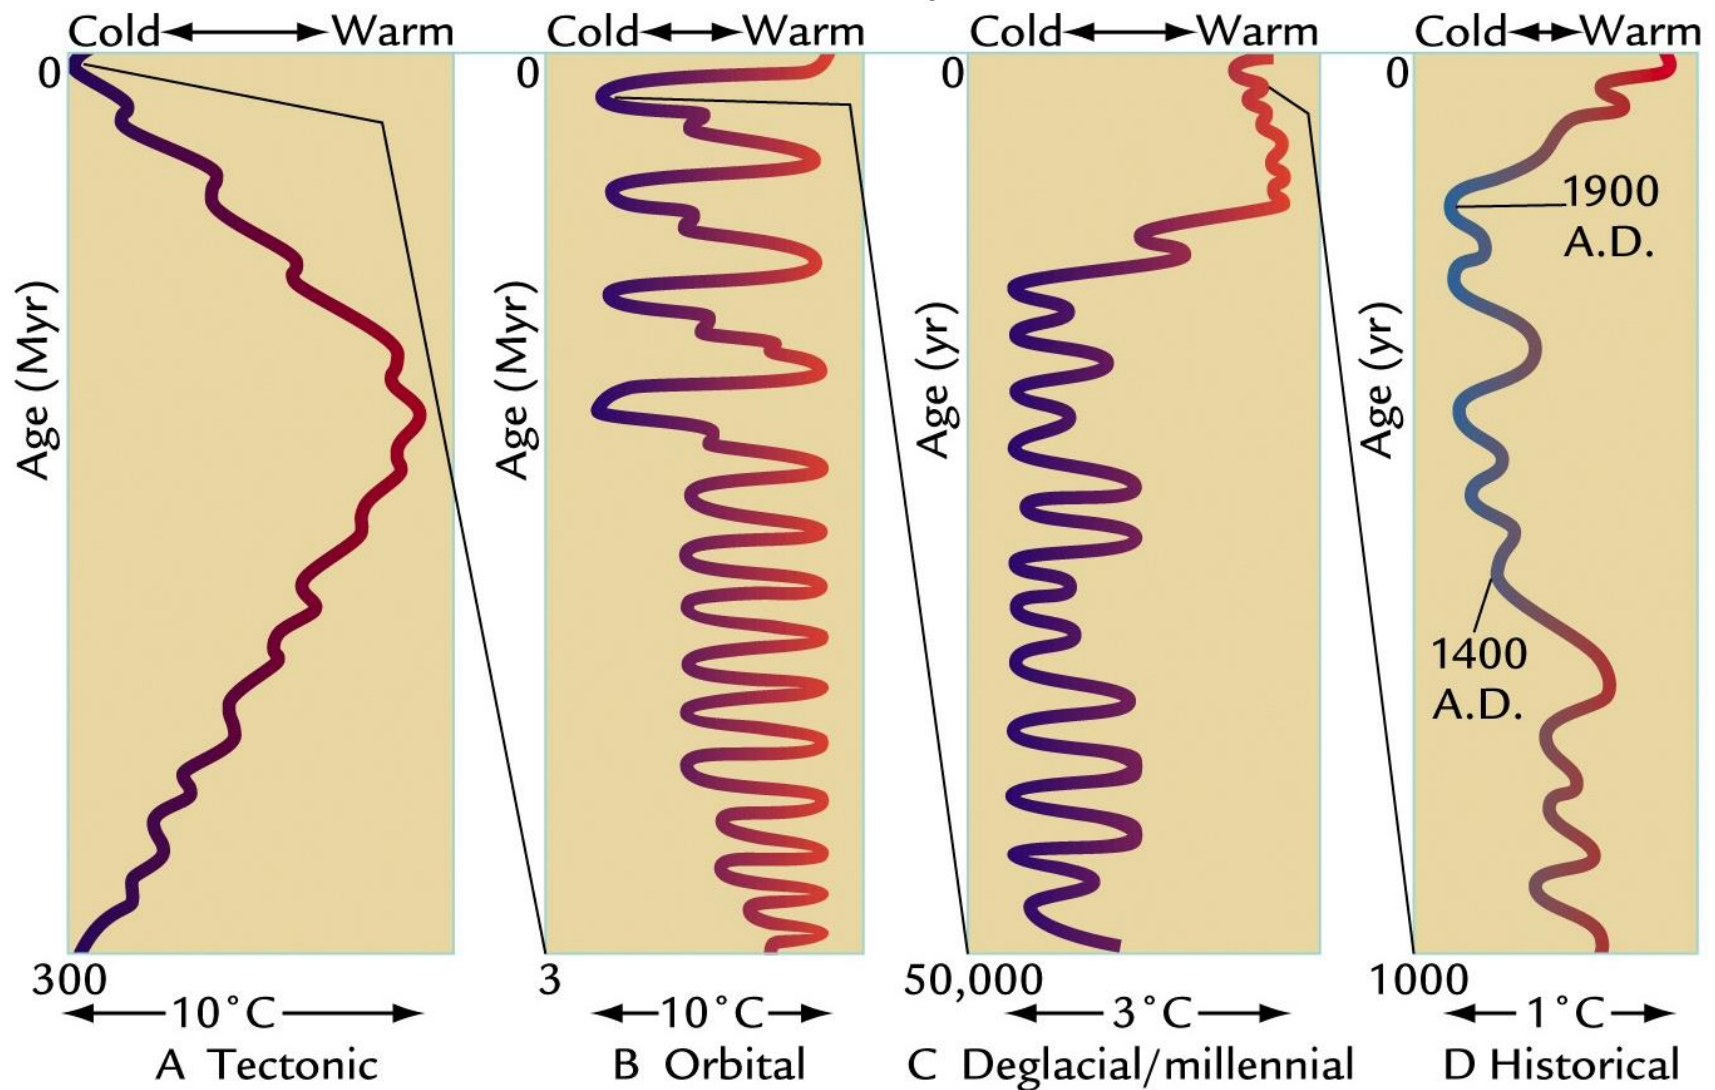 Cold Warm
Cold Warm
Cold Warm
Cold Warm
0
0
0
0
Age (Myr)
Age (Myr)
Age (yr)
Age (yr)
1900
A.D.
1400
A.D.
300
3
50,000
1000
10°C
10°C
3°C
1°C
A Tectonic
B Orbital
C Deglacial/millennial
D Historical